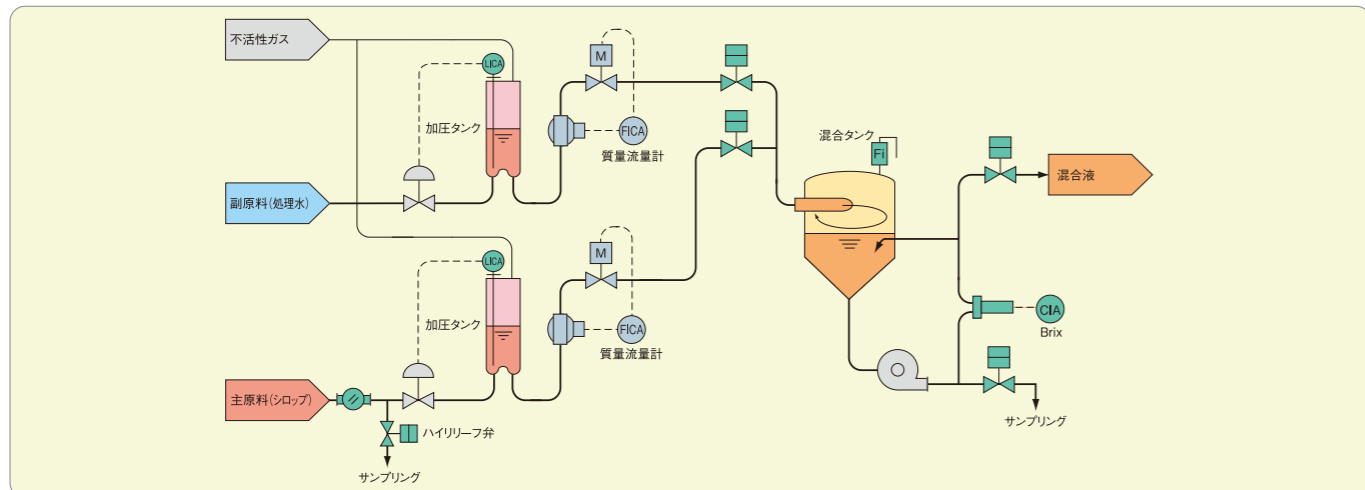 不活性ガス
LICA
M
加圧タンク
FICA
質量流量計
副原料(処理水)
混合タンク
Fi
混合液
LICA
M
加圧タンク
FICA
質量流量計
CIA
Brix
主原料(シロップ)
ハイリリーフ弁
サンプリング
サンプリング